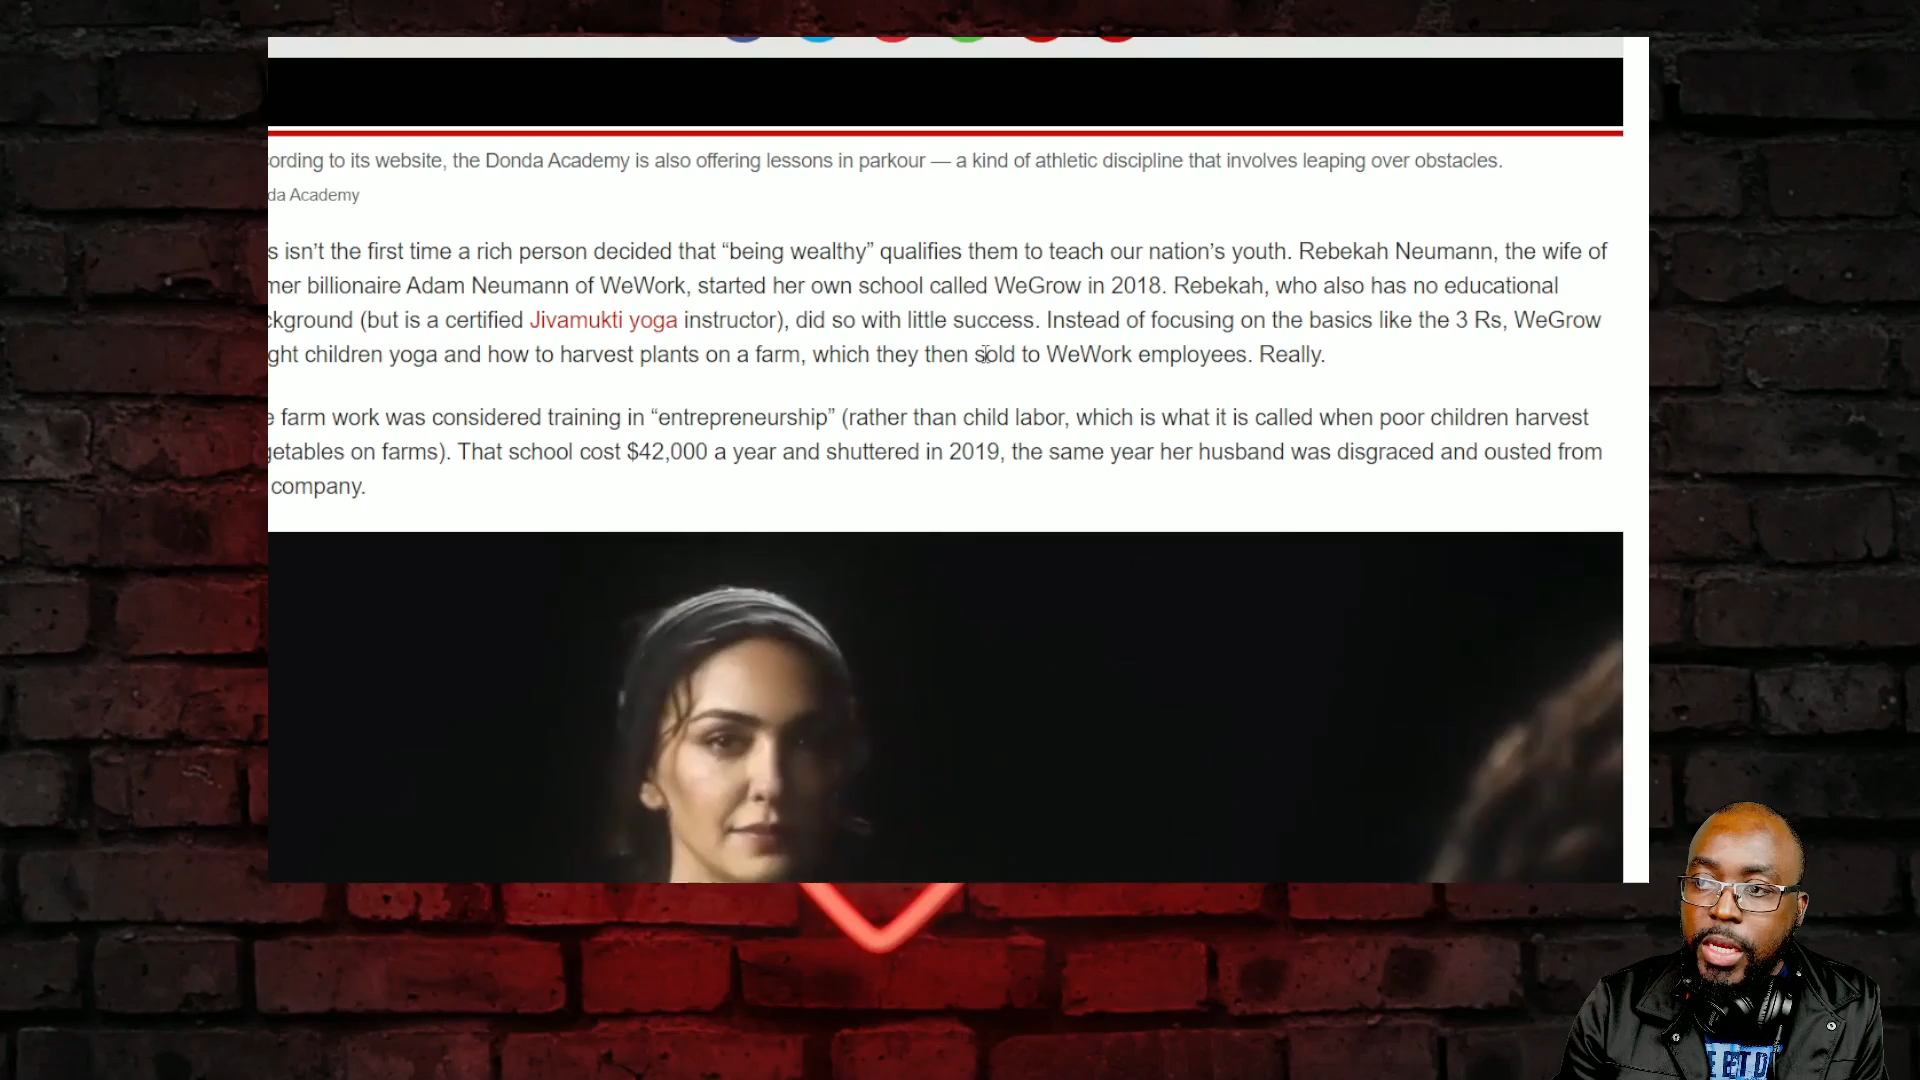 ording to its website, the Donda Academy is also offering lessons in parkour — a kind of athletic discipline that involves leaping over obstacles.
da Academy
s isn’t the first time a rich person decided that “being wealthy” qualifies them to teach our nation’s youth. Rebekah Neumann, the wife of
mer billionaire Adam Neumann of WeWork, started her own school called WeGrow in 2018. Rebekah, who also has no educational
ckground (but is a certified Jivamukti yoga instructor), did so with little success. Instead of focusing on the basics like the 3 Rs, WeGrow
ght children yoga and how to harvest plants on a farm, which they then sold to WeWork employees. Really.
e farm work was considered training in “entrepreneurship” (rather than child labor, which is what it is called when poor children harvest
getables on farms). That school cost $42,000 a year and shuttered in 2019, the same year her husband was disgraced and ousted from
company.